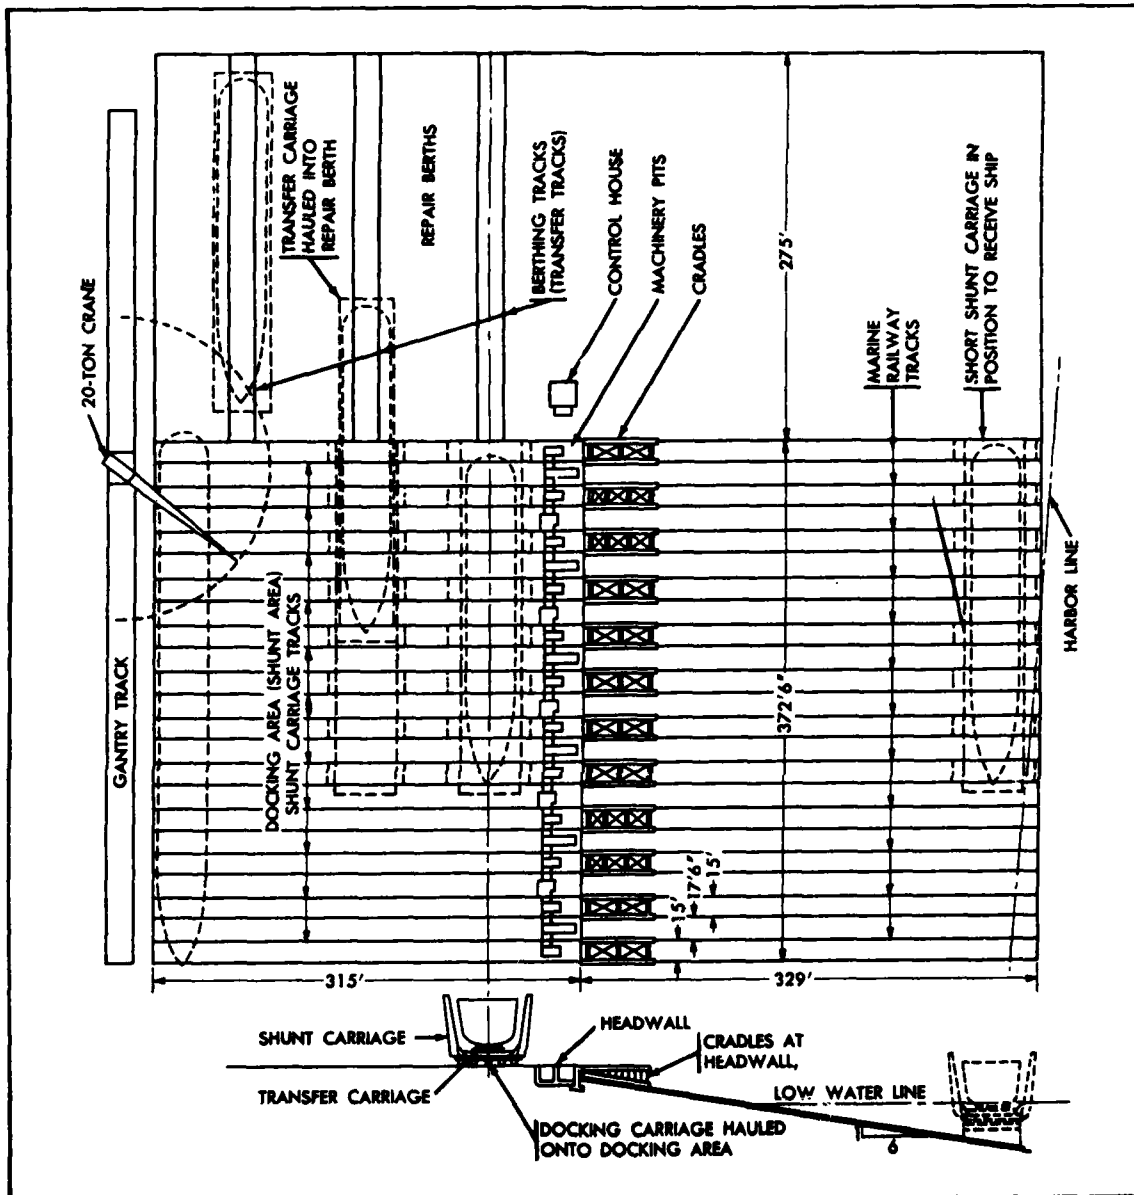 20-TON CRANE
TRANSFER CARRIAGE
HAULED INTO
REPAIR BERTH
REPAIR BERTHS
BERTHING TRACKS
(TRANSFER TRACKS)
CONTROL HOUSE
MACHINERY PITS
CRADLES
275'
MARINE
RAILWAY
TRACKS
SHORT SHUNT CARRIAGE IN
POSITION TO RECEIVE SHIP
GANTRY TRACK
DOCKING AREA (SHUNT AREA)
SHUNT CARRIAGE TRACKS
372'6"
HARBOR LINE
15'
17'6"
15'
315'
329'
SHUNT CARRIAGE
HEADWALL
CRADLES AT
HEADWALL,
TRANSFER CARRIAGE
LOW WATER LINE
DOCKING CARRIAGE HAULED
ONTO DOCKING AREA
1
6